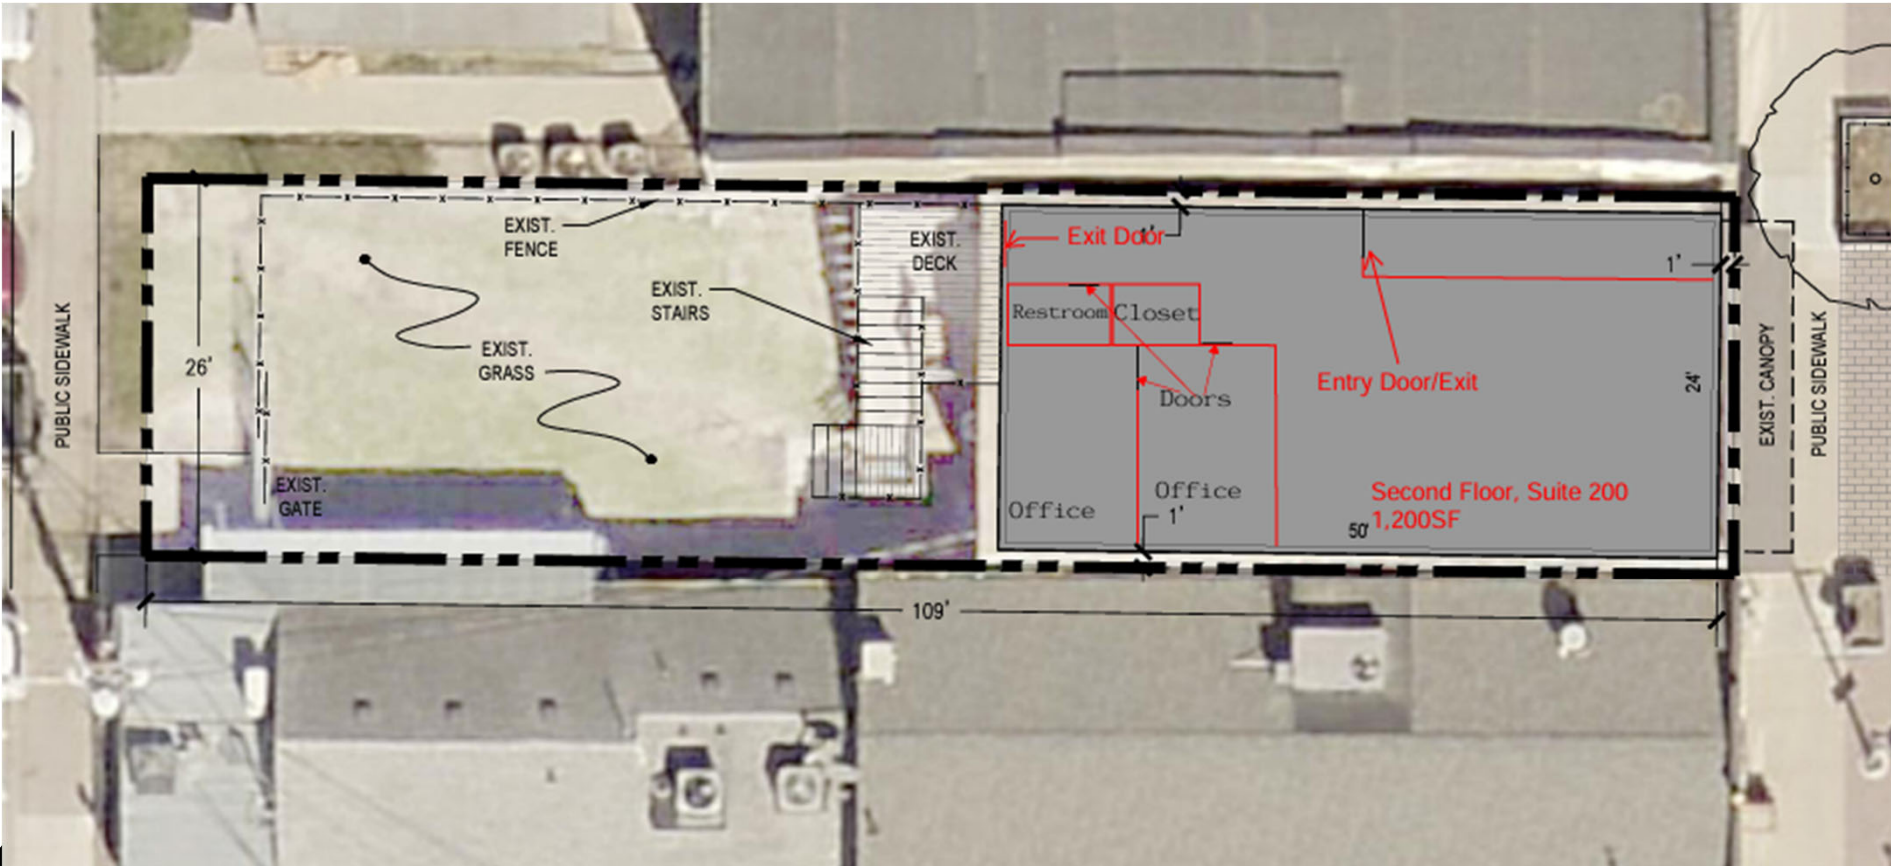 EXIST.
FENCE
EXIST.
DECK
Exit Door
1'
1'
EXIST.
STAIRS
Restroom
Closet
PUBLIC SIDEWALK
26'
EXIST.
GRASS
Entry Door/Exit
24'
EXIST. CANOPY
PUBLIC SIDEWALK
Doors
EXIST.
GATE
Office
Office
1'
Second Floor, Suite 200
1,200SF
50'
109'